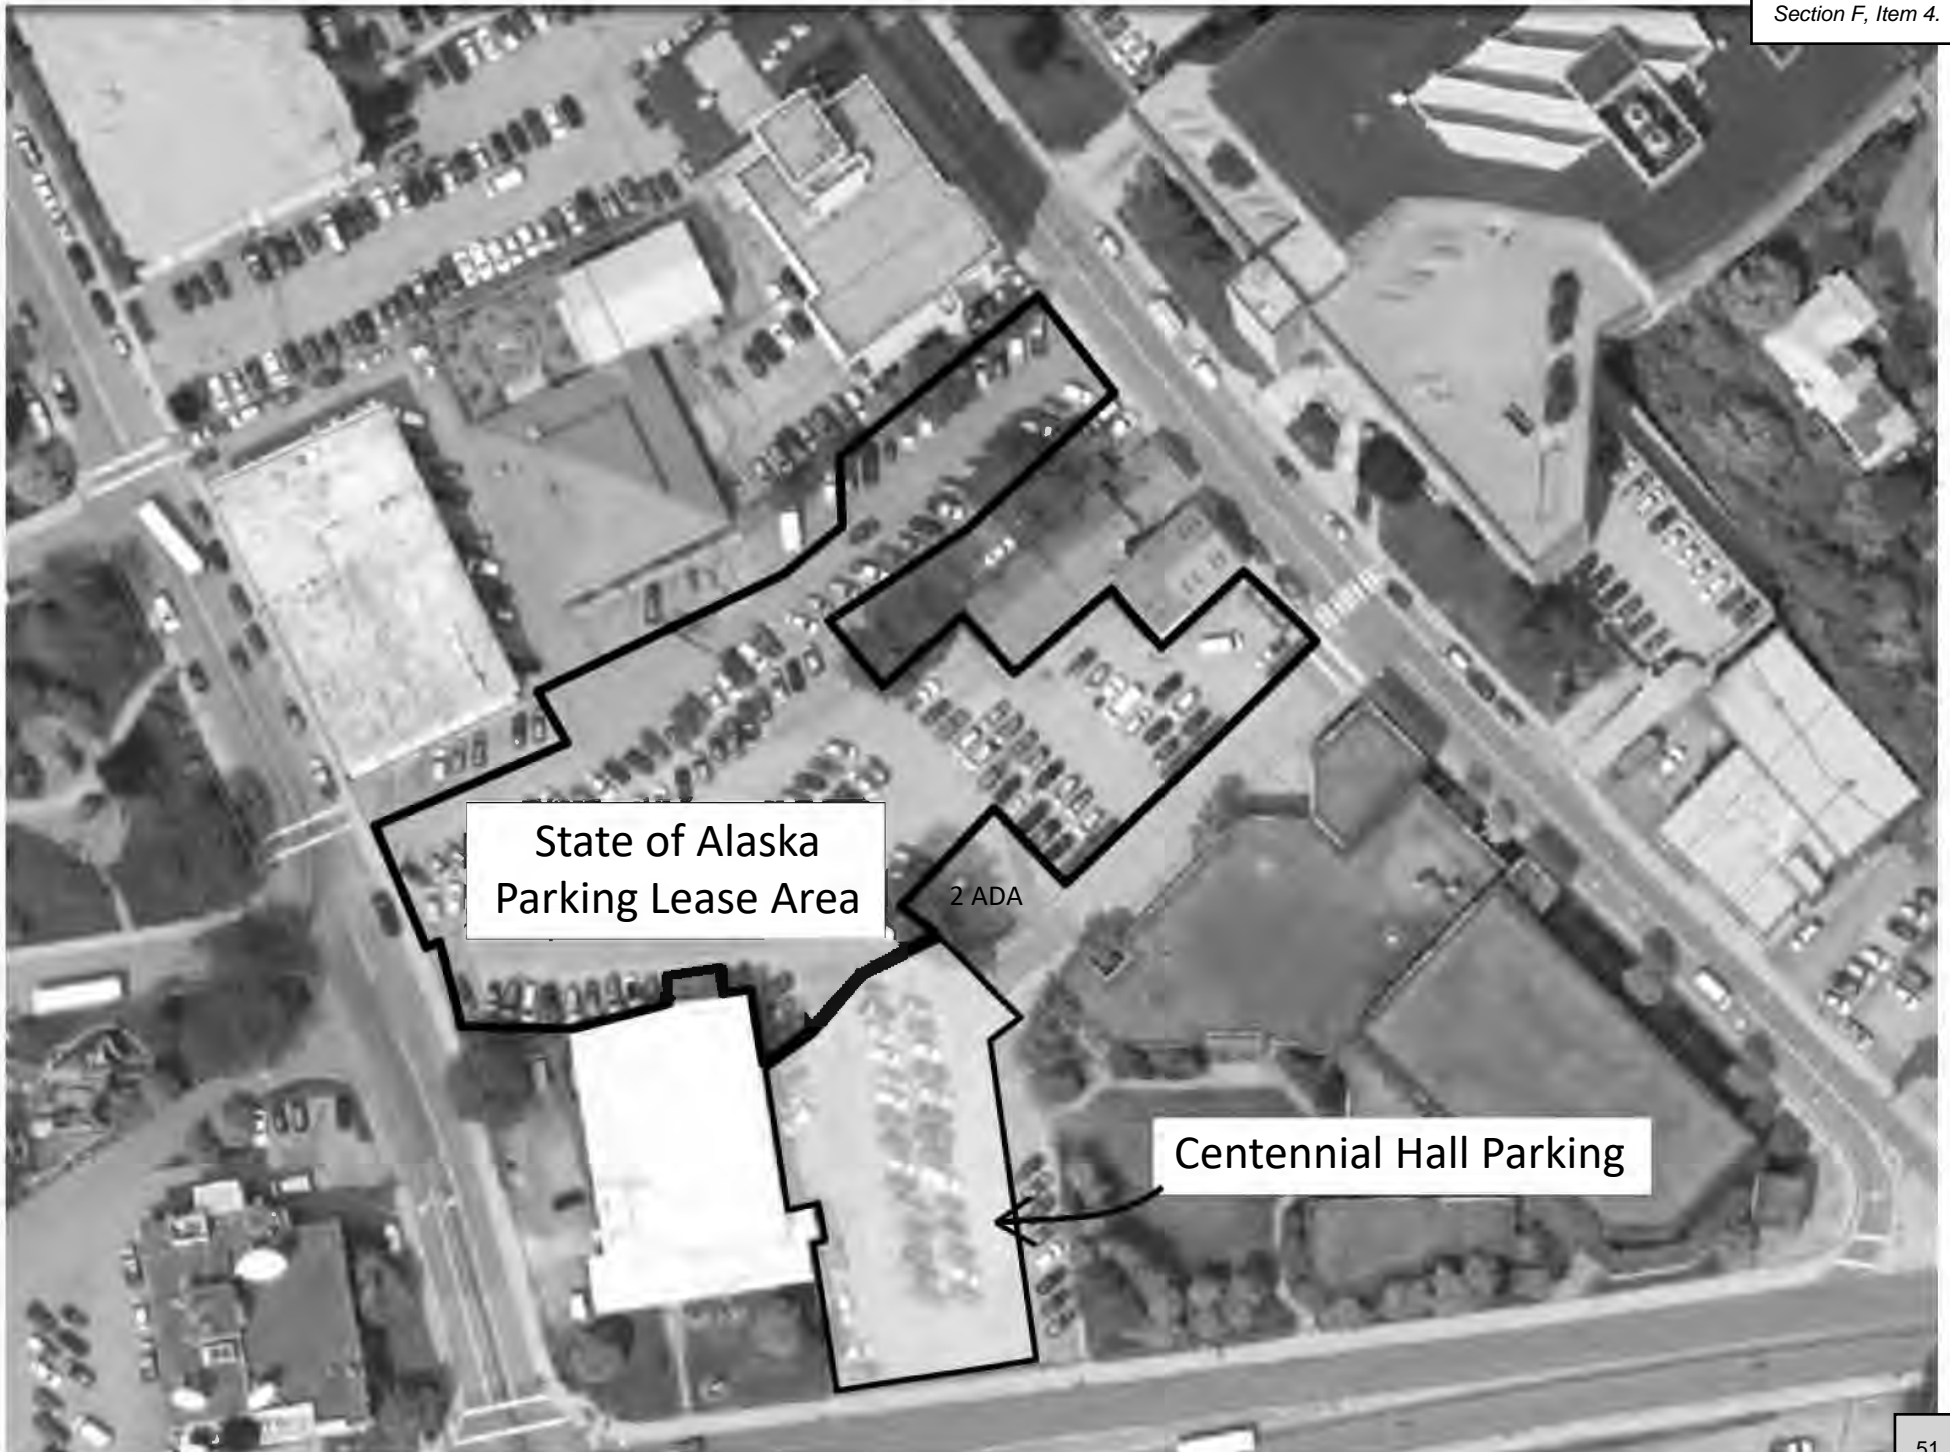 Section F, Item 4.
State of Alaska
Parking Lease Area
2 ADA
Centennial Hall Parking
51